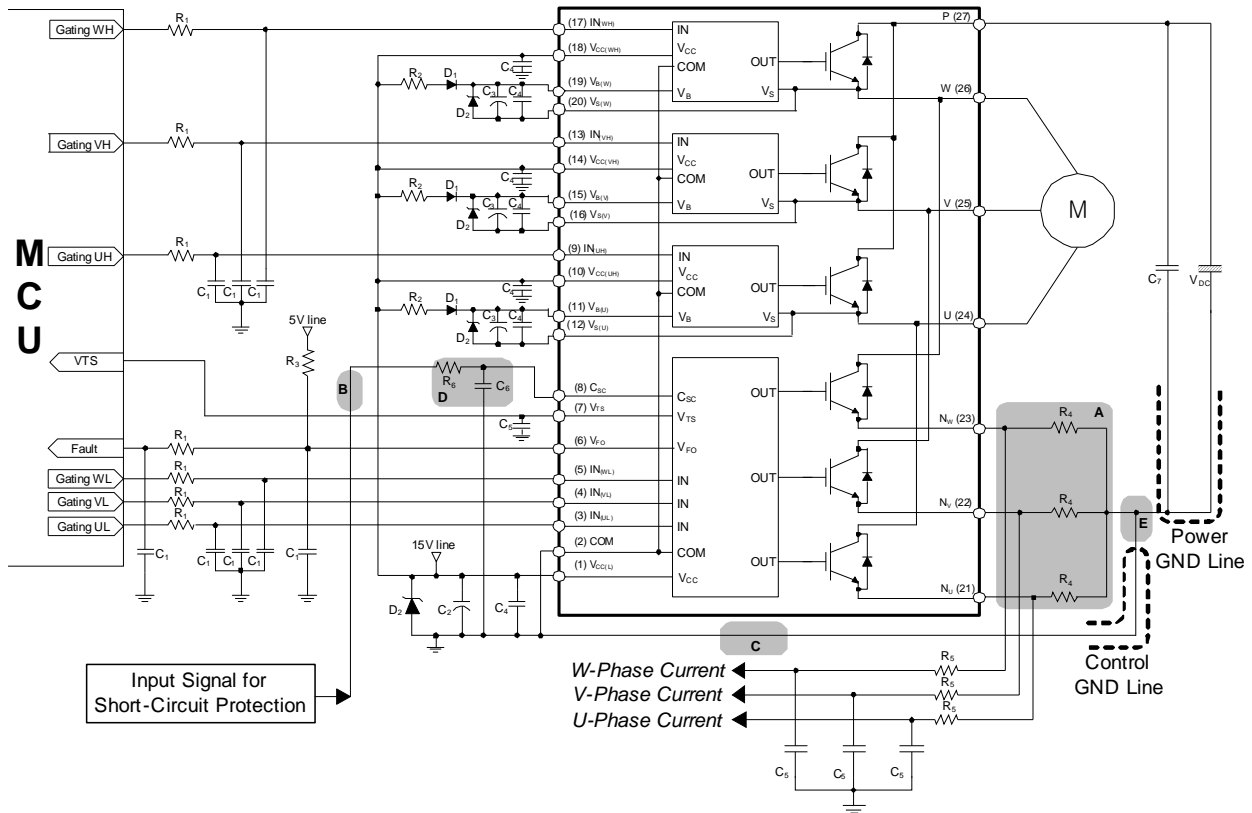 MCU
Gating WH
R1
Gating VH
R1
Gating UH
R1
C1 C1 C1
5V line
R3
VTS
Fault
R1
Gating WL
R1
Gating VL
R1
Gating UL
R1
C1
C1 C1 C1
C1
R2 D1
D2 C3 C4
C4
R2 D1
D2 C3 C4
C4
R2 D1
D2 C3 C4
C4
B
R6
D
C6
C5
15V line
D2 C2 C4
(17) IN(WH)
(18) VCC(WH)
(19) VB(W)
(20) VS(W)
(13) IN(VH)
(14) VCC(VH)
(15) VB(V)
(16) VS(V)
(9) IN(UH)
(10) VCC(UH)
(11) VB(U)
(12) VS(U)
(8) CSC
(7) VTS
(6) VFO
(5) IN(WL)
(4) IN(VL)
(3) IN(UL)
(2) COM
(1) VCC(L)
IN
VCC
COM
VB
OUT
VS
IN
VCC
COM
VB
OUT
VS
IN
VCC
COM
VB
OUT
VS
CSC
VTS
VFO
IN
IN
IN
COM
VCC
OUT
OUT
OUT
P (27)
W (26)
V (25)
U (24)
NW (23)
NV (22)
NU (21)
M
C7
VDC
A
R4
R4
R4
E
Power
GND Line
Control
GND Line
C
W-Phase Current
V-Phase Current
U-Phase Current
R5
R5
R5
C5 C5 C5
Input Signal for
Short-Circuit Protection